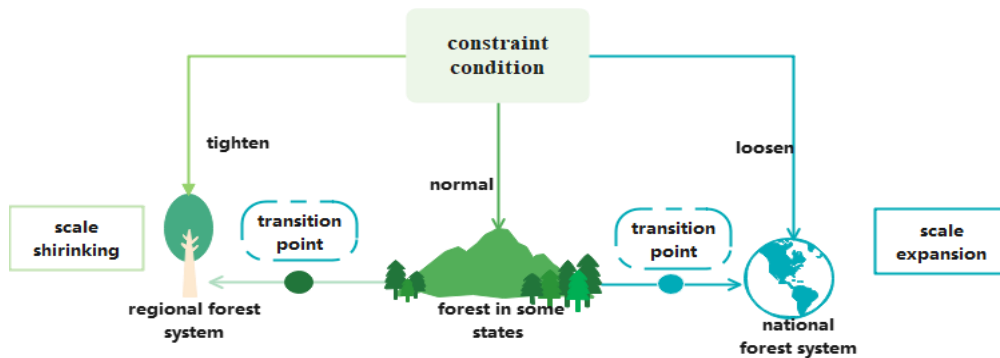 constraint
condition
tighten
normal
loosen
scale
shirinking
transition
point
transition
point
scale
expansion
regional forest
system
forest in some
states
national
forest system